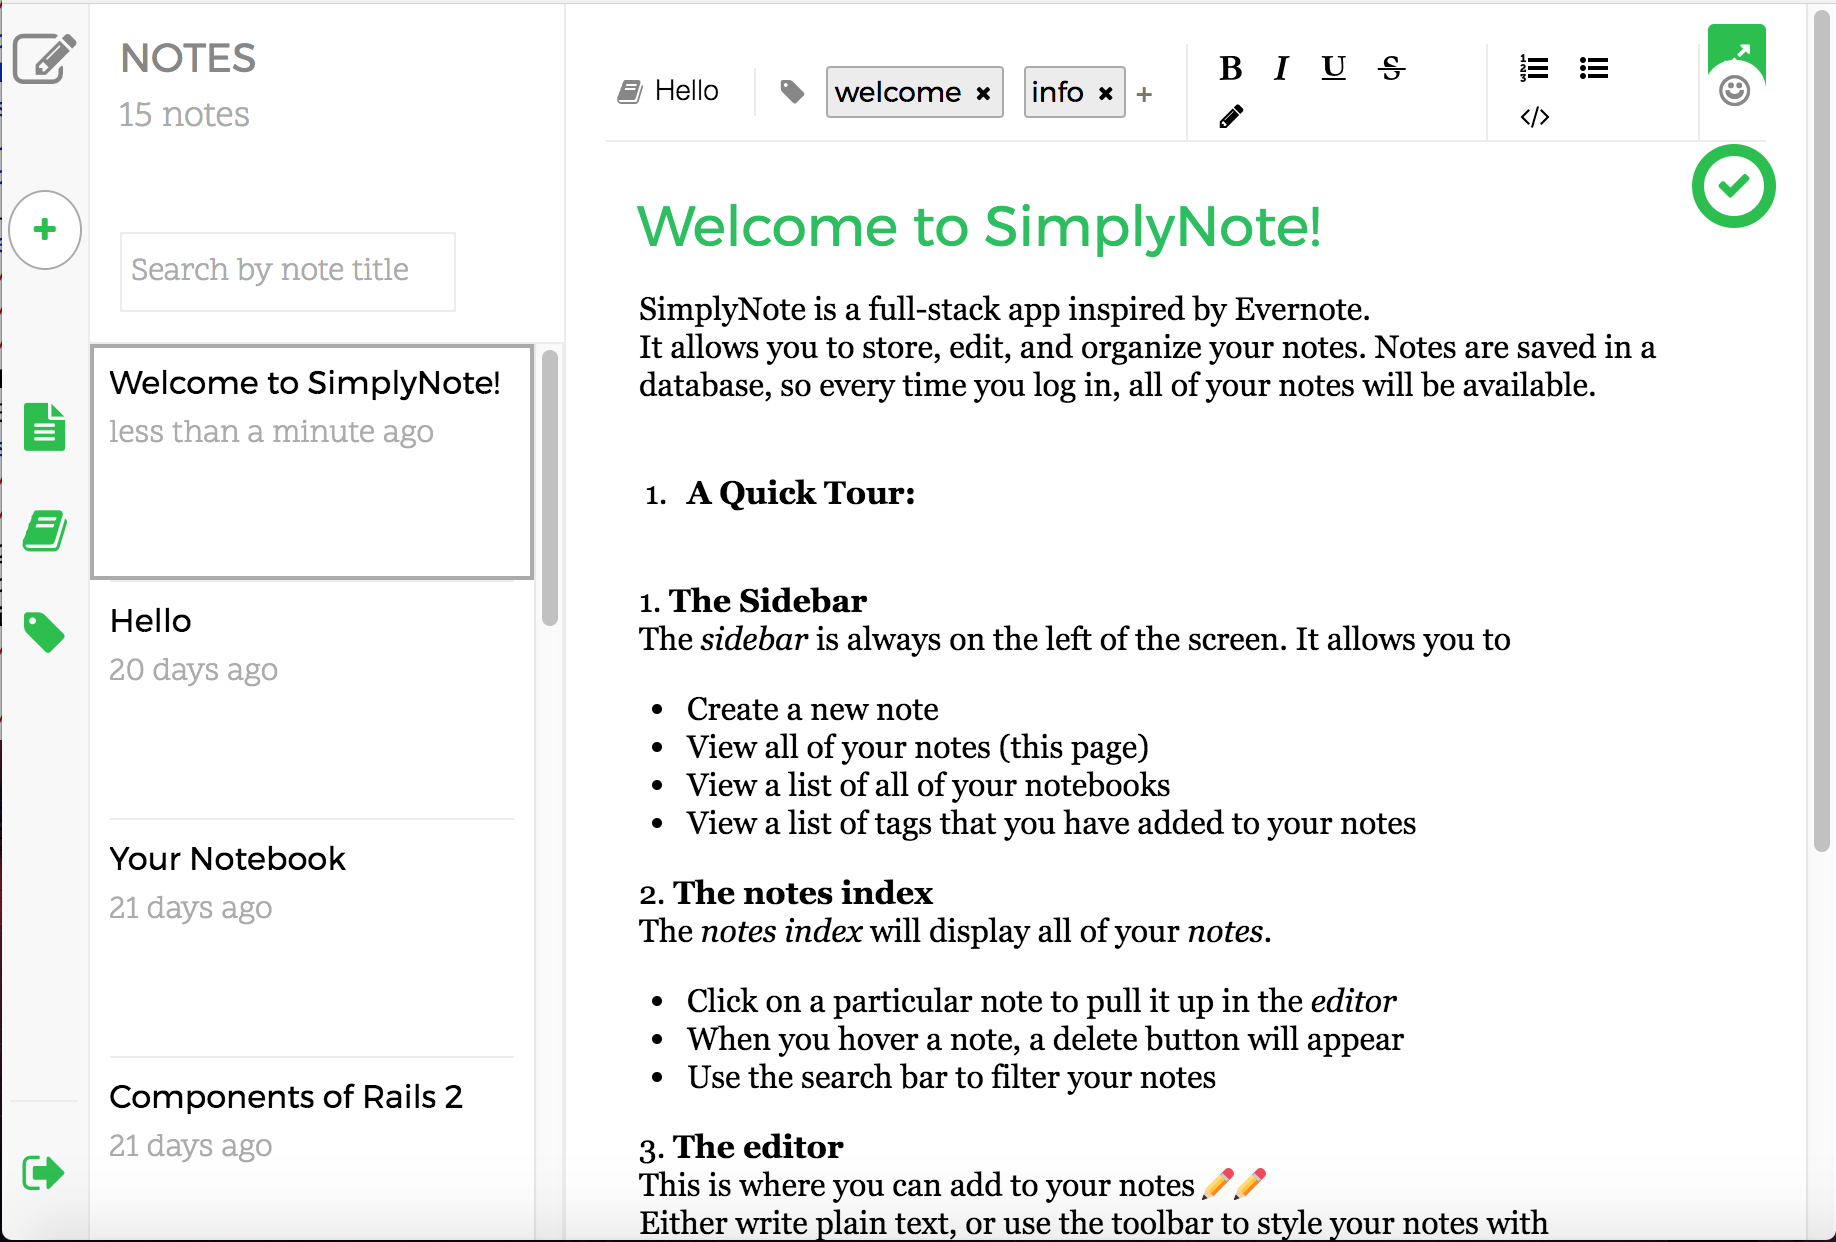 NOTES
15 notes
Search by note title
Welcome to SimplyNote!
less than a minute ago
Hello
20 days ago
Your Notebook
21 days ago
Components of Rails 2
21 days ago
Hello
welcome ×
info ×
+
B I U S
</>
Welcome to SimplyNote!
SimplyNote is a full-stack app inspired by Evernote.
It allows you to store, edit, and organize your notes. Notes are saved in a
database, so every time you log in, all of your notes will be available.
1. A Quick Tour:
1. The Sidebar
The sidebar is always on the left of the screen. It allows you to
• Create a new note
• View all of your notes (this page)
• View a list of all of your notebooks
• View a list of tags that you have added to your notes
2. The notes index
The notes index will display all of your notes.
• Click on a particular note to pull it up in the editor
• When you hover a note, a delete button will appear
• Use the search bar to filter your notes
3. The editor
This is where you can add to your notes ✏️✏️
Either write plain text, or use the toolbar to style your notes with